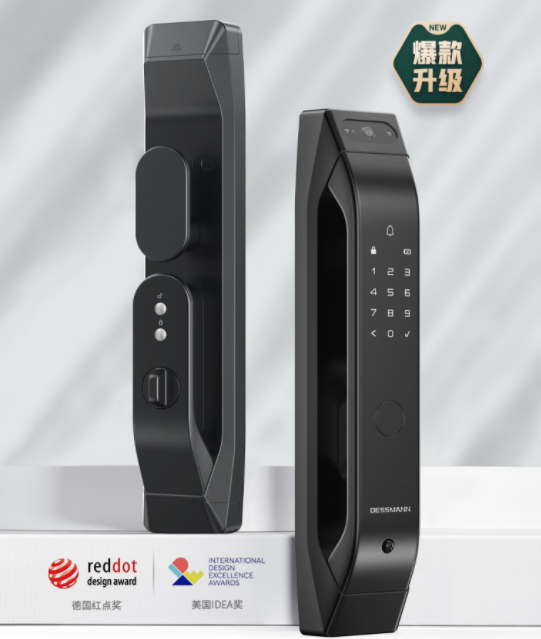 NEW
爆款
升级
1 2 3
4 5 6
7 8 9
< 0 ✓
DESSMANN
reddot
design award
德国红点奖
INTERNATIONAL
DESIGN
EXCELLENCE
AWARDS
美国IDEA奖